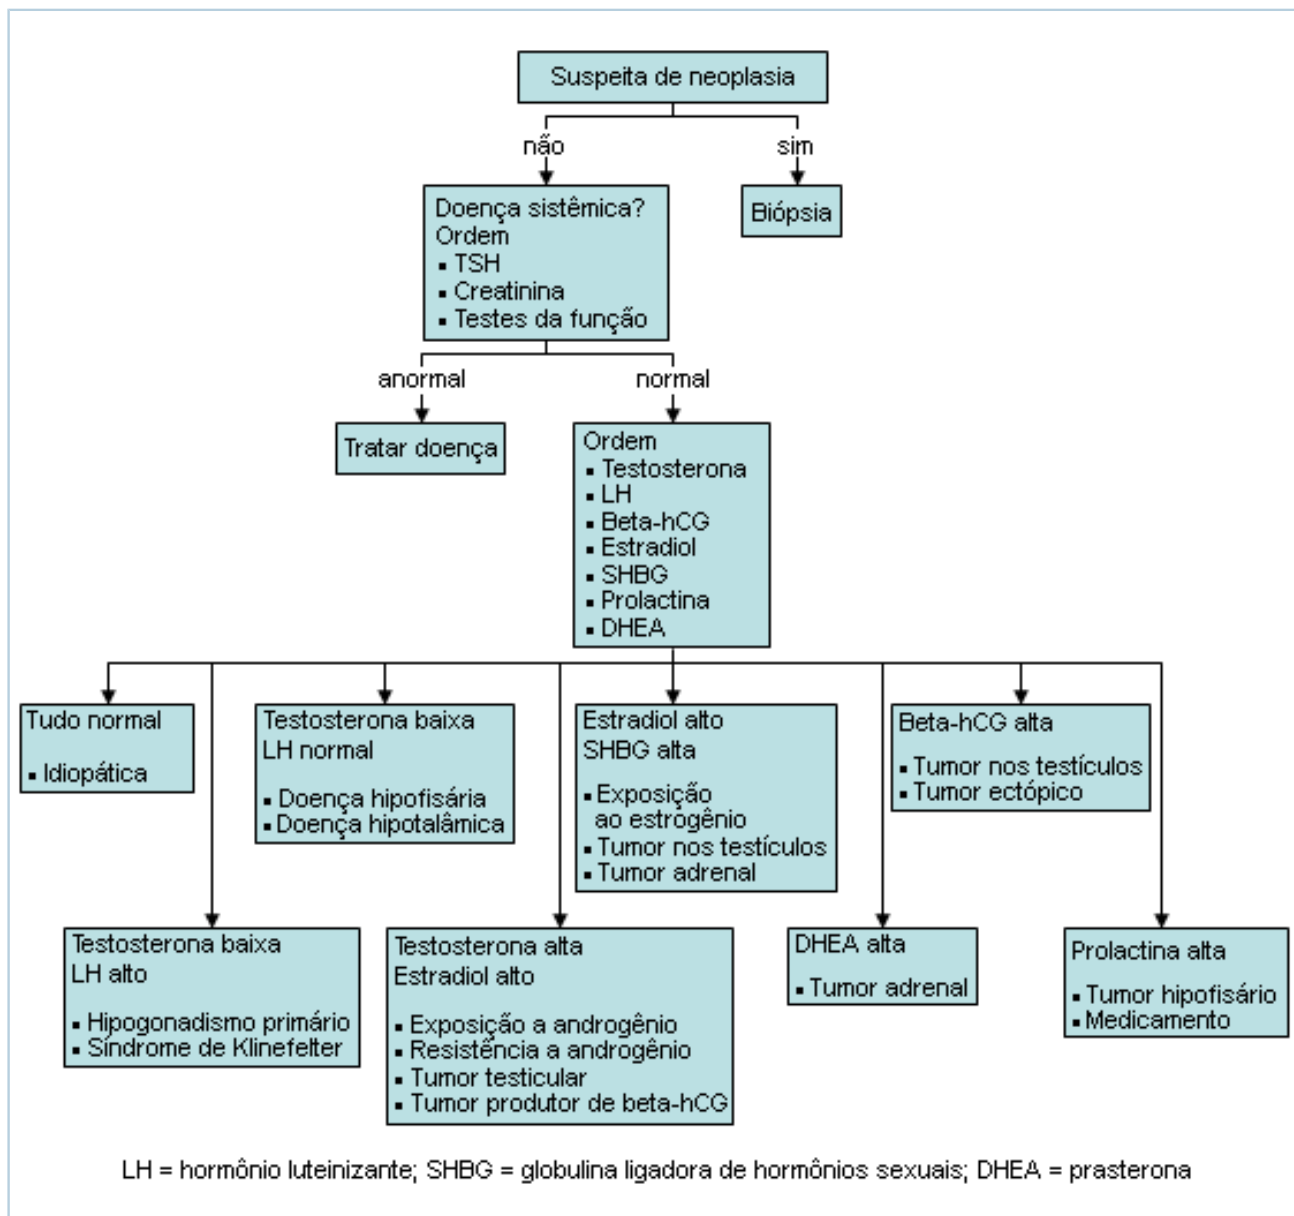 Suspeita de neoplasia
não
sim
Doença sistêmica?
Ordem
▪ TSH
▪ Creatinina
▪ Testes da função
Biópsia
anormal
normal
Tratar doença
Ordem
▪ Testosterona
▪ LH
▪ Beta-hCG
▪ Estradiol
▪ SHBG
▪ Prolactina
▪ DHEA
Tudo normal
▪ Idiopática
Testosterona baixa
LH normal
▪ Doença hipofisária
▪ Doença hipotalâmica
Estradiol alto
SHBG alta
▪ Exposição
ao estrogênio
▪ Tumor nos testículos
▪ Tumor adrenal
Beta-hCG alta
▪ Tumor nos testículos
▪ Tumor ectópico
Testosterona baixa
LH alto
▪ Hipogonadismo primário
▪ Síndrome de Klinefelter
Testosterona alta
Estradiol alto
▪ Exposição a androgênio
▪ Resistência a androgênio
▪ Tumor testicular
▪ Tumor produtor de beta-hCG
DHEA alta
▪ Tumor adrenal
Prolactina alta
▪ Tumor hipofisário
▪ Medicamento
LH = hormônio luteinizante; SHBG = globulina ligadora de hormônios sexuais; DHEA = prasterona